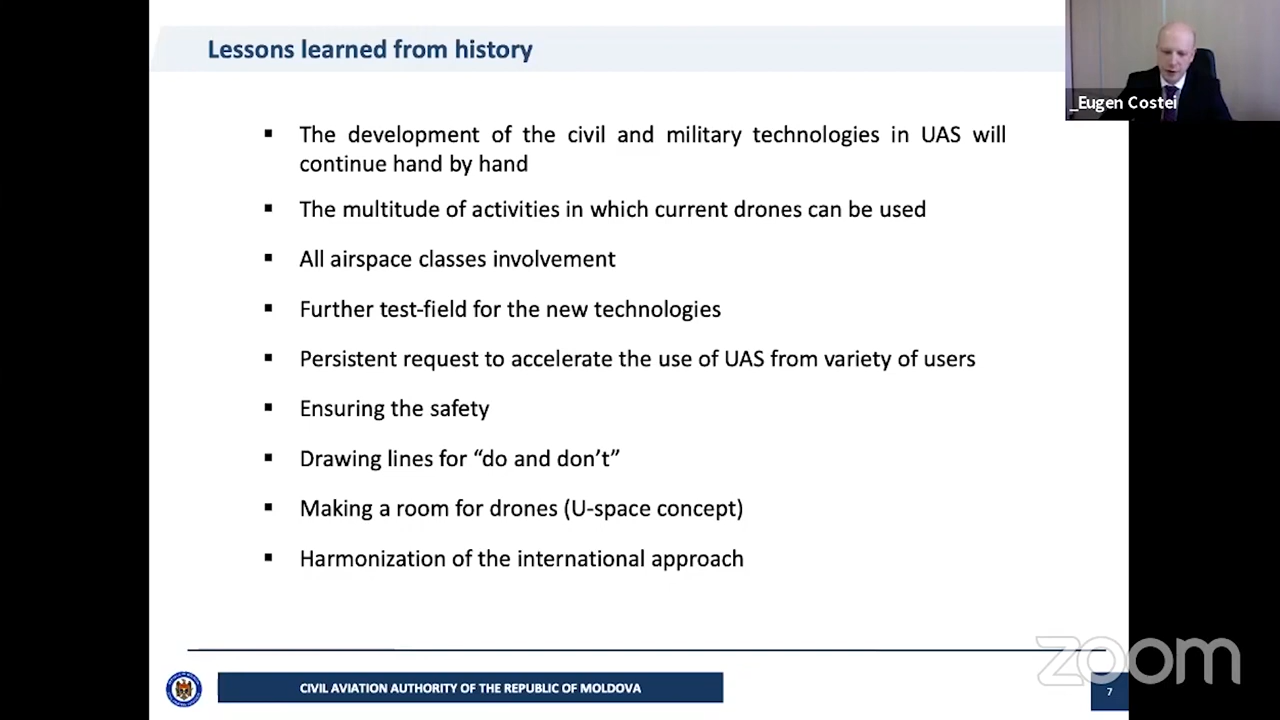 Lessons learned from history
_Eugen Costei
▪ The development of the civil and military technologies in UAS will
continue hand by hand
▪ The multitude of activities in which current drones can be used
▪ All airspace classes involvement
▪ Further test-field for the new technologies
▪ Persistent request to accelerate the use of UAS from variety of users
▪ Ensuring the safety
▪ Drawing lines for “do and don’t”
▪ Making a room for drones (U-space concept)
▪ Harmonization of the international approach
zoom
CIVIL AVIATION AUTHORITY OF THE REPUBLIC OF MOLDOVA
7